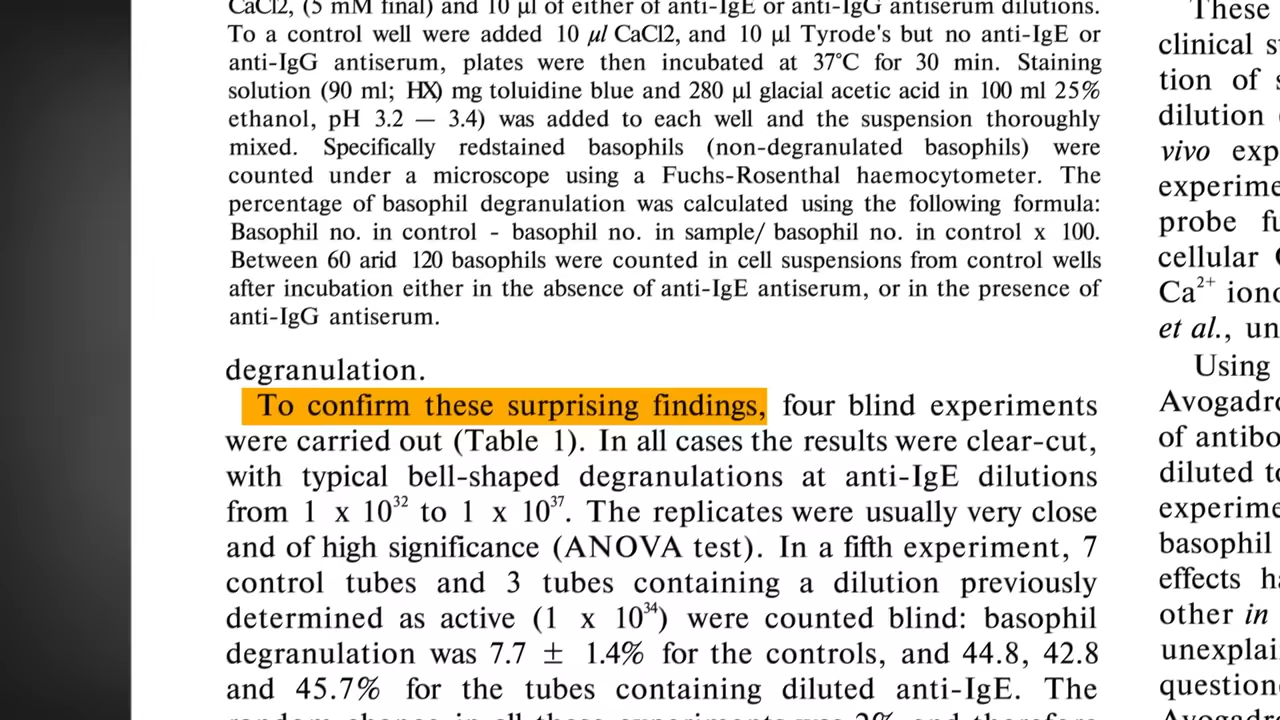 CaCl2, (5 mM final) and 10 µl of either of anti-IgE or anti-IgG antiserum dilutions.
To a control well were added 10 µl CaCl2, and 10 µl Tyrode's but no anti-IgE or
anti-IgG antiserum, plates were then incubated at 37°C for 30 min. Staining
solution (90 ml; HX) mg toluidine blue and 280 µl glacial acetic acid in 100 ml 25%
ethanol, pH 3.2 — 3.4) was added to each well and the suspension thoroughly
mixed. Specifically redstained basophils (non-degranulated basophils) were
counted under a microscope using a Fuchs-Rosenthal haemocytometer. The
percentage of basophil degranulation was calculated using the following formula:
Basophil no. in control - basophil no. in sample/ basophil no. in control x 100.
Between 60 arid 120 basophils were counted in cell suspensions from control wells
after incubation either in the absence of anti-IgE antiserum, or in the presence of
anti-IgG antiserum.
degranulation.
To confirm these surprising findings, four blind experiments
were carried out (Table 1). In all cases the results were clear-cut,
with typical bell-shaped degranulations at anti-IgE dilutions
from 1 x 10³² to 1 x 10³⁷. The replicates were usually very close
and of high significance (ANOVA test). In a fifth experiment, 7
control tubes and 3 tubes containing a dilution previously
determined as active (1 x 10³⁴) were counted blind: basophil
degranulation was 7.7 ± 1.4% for the controls, and 44.8, 42.8
and 45.7% for the tubes containing diluted anti-IgE. The
These
clinical s
tion of s
dilution
vivo exp
experime
probe fu
cellular
Ca²⁺ iono
et al., un
Using
Avogadro
of antibo
diluted to
experime
basophil
effects ha
other in
unexplai
question